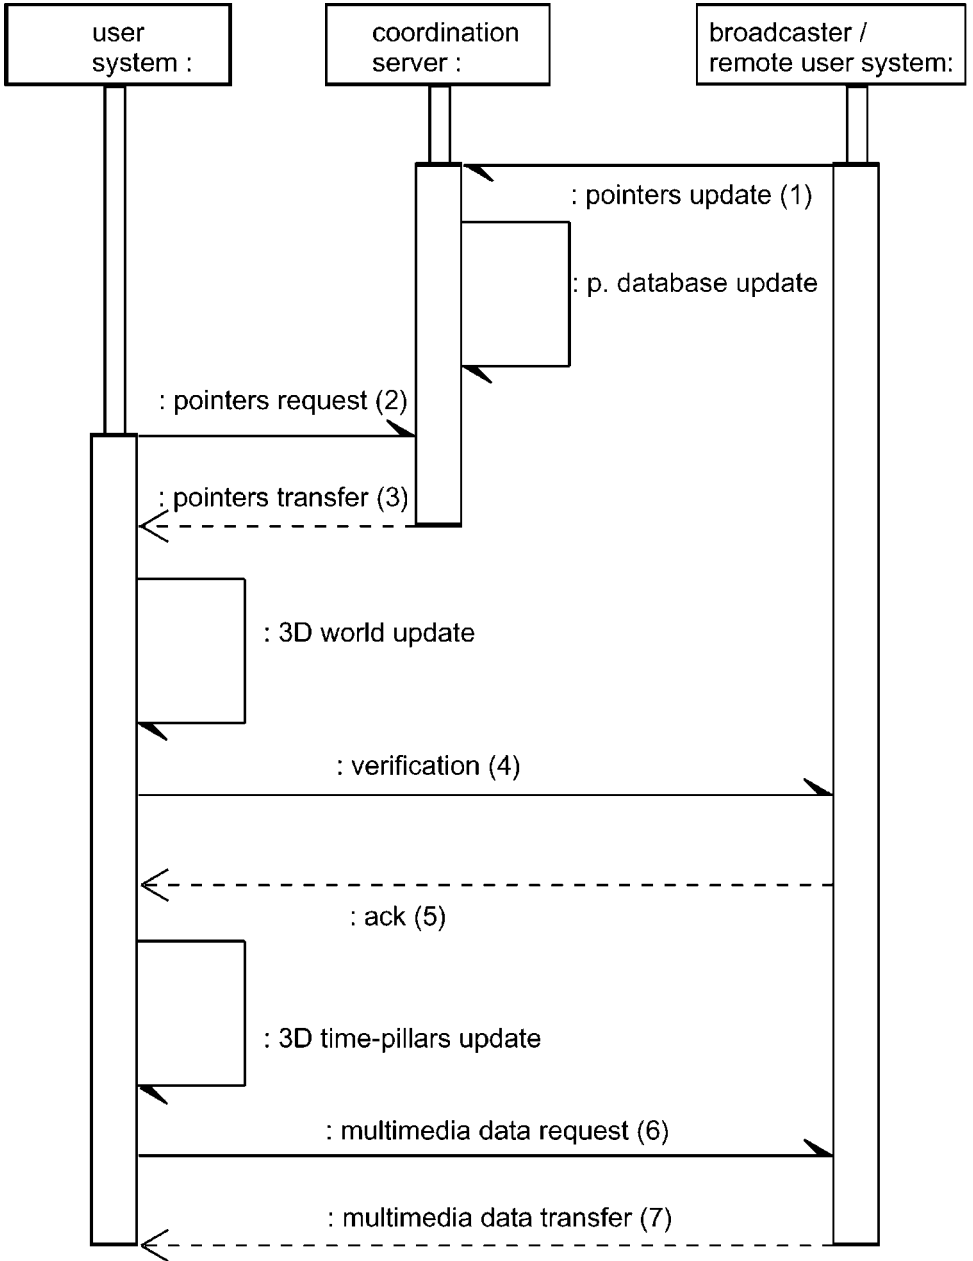 user
system :
coordination
server :
broadcaster /
remote user system:
: pointers update (1)
: p. database update
: pointers request (2)
: pointers transfer (3)
: 3D world update
: verification (4)
: ack (5)
: 3D time-pillars update
: multimedia data request (6)
: multimedia data transfer (7)